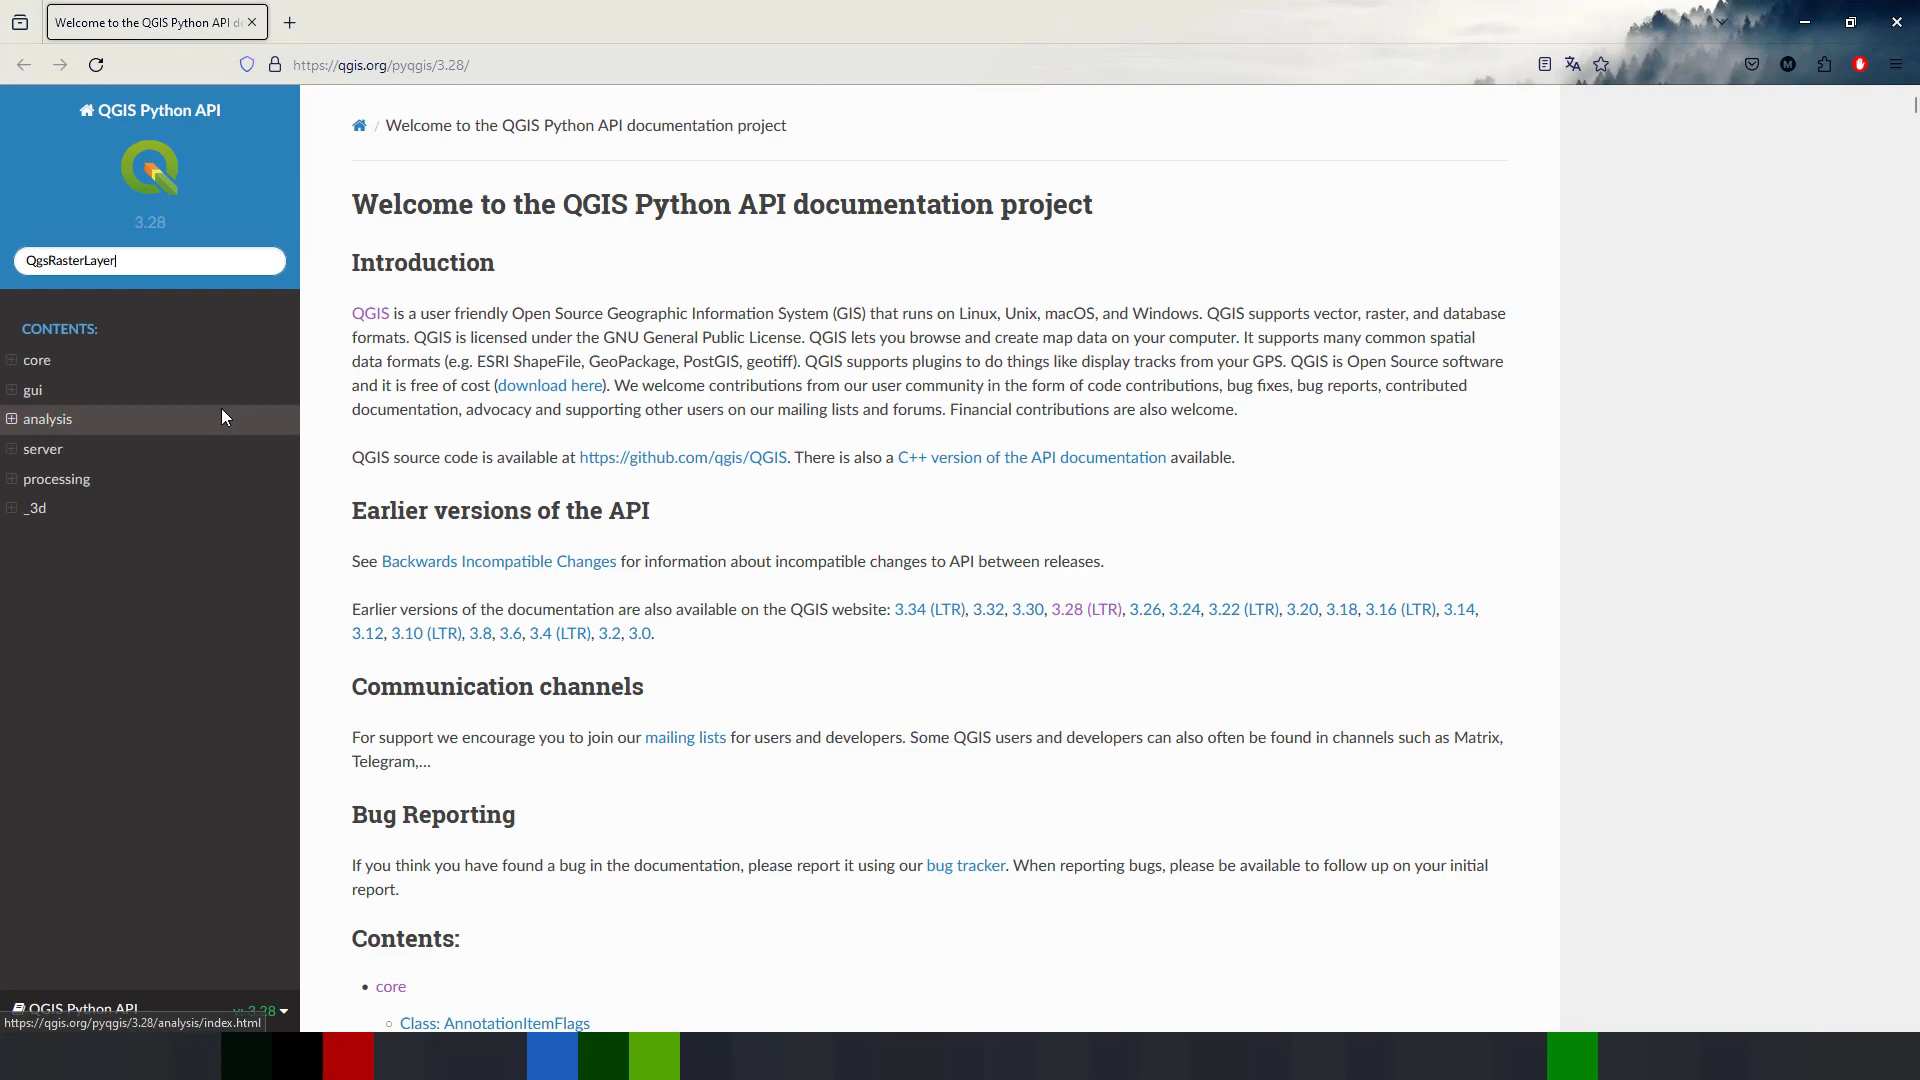 Welcome to the QGIS Python API d
https://qgis.org/pyqgis/3.28/
QGIS Python API
3.28
QgsRasterLayer
CONTENTS:
core
gui
analysis
server
processing
_3d
QGIS Python API
v: 3.28
https://qgis.org/pyqgis/3.28/analysis/index.html
/ Welcome to the QGIS Python API documentation project
Welcome to the QGIS Python API documentation project
Introduction
QGIS is a user friendly Open Source Geographic Information System (GIS) that runs on Linux, Unix, macOS, and Windows. QGIS supports vector, raster, and database
formats. QGIS is licensed under the GNU General Public License. QGIS lets you browse and create map data on your computer. It supports many common spatial
data formats (e.g. ESRI ShapeFile, GeoPackage, PostGIS, geotiff). QGIS supports plugins to do things like display tracks from your GPS. QGIS is Open Source software
and it is free of cost (download here). We welcome contributions from our user community in the form of code contributions, bug fixes, bug reports, contributed
documentation, advocacy and supporting other users on our mailing lists and forums. Financial contributions are also welcome.
QGIS source code is available at https://github.com/qgis/QGIS. There is also a C++ version of the API documentation available.
Earlier versions of the API
See Backwards Incompatible Changes for information about incompatible changes to API between releases.
Earlier versions of the documentation are also available on the QGIS website: 3.34 (LTR), 3.32, 3.30, 3.28 (LTR), 3.26, 3.24, 3.22 (LTR), 3.20, 3.18, 3.16 (LTR), 3.14,
3.12, 3.10 (LTR), 3.8, 3.6, 3.4 (LTR), 3.2, 3.0.
Communication channels
For support we encourage you to join our mailing lists for users and developers. Some QGIS users and developers can also often be found in channels such as Matrix,
Telegram,...
Bug Reporting
If you think you have found a bug in the documentation, please report it using our bug tracker. When reporting bugs, please be available to follow up on your initial
report.
Contents:
• core
○ Class: AnnotationItemFlags